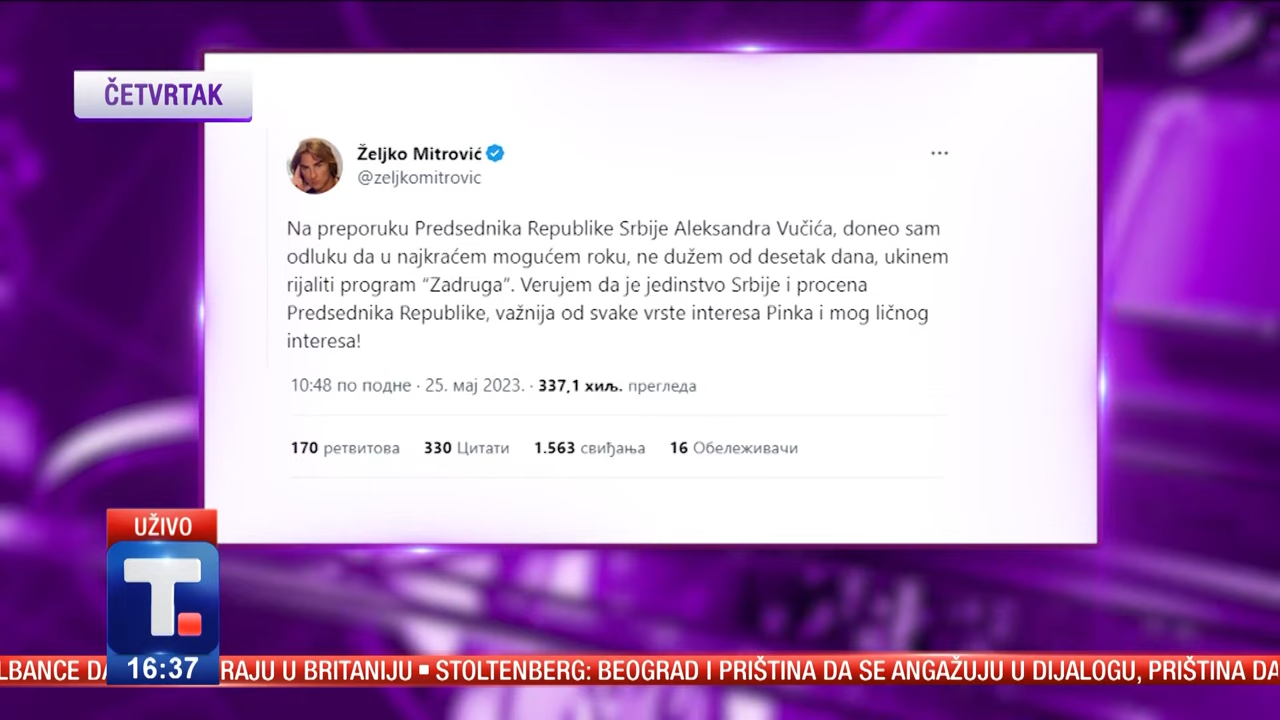 ČETVRTAK
Željko Mitrović
@zeljkomitrovic
Na preporuku Predsednika Republike Srbije Aleksandra Vučića, doneo sam
odluku da u najkraćem mogućem roku, ne dužem od desetak dana, ukinem
rijaliti program “Zadruga”. Verujem da je jedinstvo Srbije i procena
Predsednika Republike, važnija od svake vrste interesa Pinka i mog ličnog
interesa!
10:48 по подне · 25. мај 2023. · 337,1 хиљ. прегледа
170 ретвитова 330 Цитати 1.563 свиђања 16 Обележивачи
UŽIVO
T.
16:37
LBANCE DA RAJU U BRITANIJU ▪ STOLTENBERG: BEOGRAD I PRIŠTINA DA SE ANGAŽUJU U DIJALOGU, PRIŠTINA DA